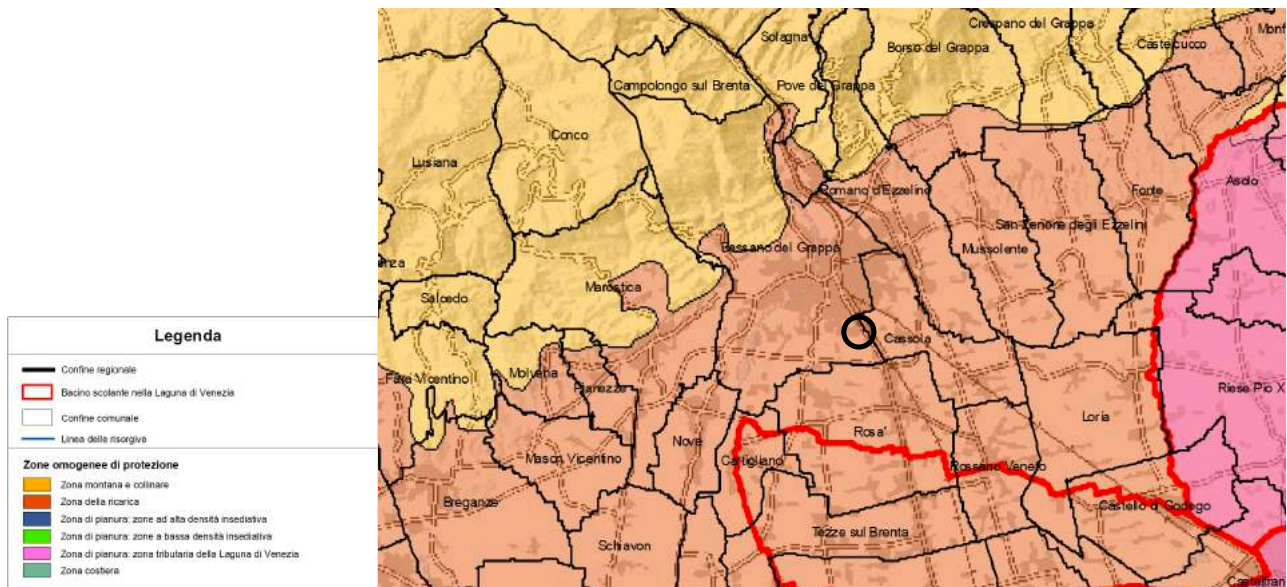 Legenda
Confine regionale
Bacino scolante nella Laguna di Venezia
Confine comunale
Linea delle risorgive
Zone omogenee di protezione
Zona montana e collinare
Zona della ricarica
Zona di pianura: zone ad alta densità insediativa
Zona di pianura: zone a bassa densità insediativa
Zona di pianura: zona tributaria della Laguna di Venezia
Zona costiera
Crespano del Grappa
Solagna
Borso del Grappa
Castelcucco
Monf
Campolongo sul Brenta
Pove del Grappa
Conco
Lusiana
Romano d'Ezzelino
Fonte
Asolo
San Zenone degli Ezzelini
Bassano del Grappa
Mussolente
enza
Marostica
Salcedo
Cassola
Molvena
Fara Vicentino
Pianezze
Riese Pio X
Loria
Rosa'
Nove
Cartigliano
Mason Vicentino
Rossano Veneto
Breganze
Castello di Godego
Tezze sul Brenta
Schiavon
Castelfran